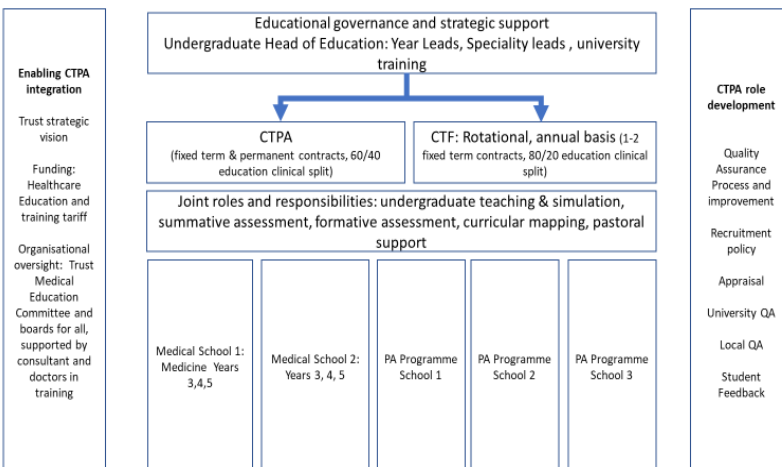 Educational governance and strategic support
Undergraduate Head of Education: Year Leads, Speciality leads , university
training
Enabling CTPA
integration
Trust strategic
vision
Funding:
Healthcare
Education and
training tariff
Organisational
oversight: Trust
Medical
Education
Committee and
boards for all,
supported by
consultant and
doctors in
training
CTPA
(fixed term & permanent contracts, 60/40
education clinical split)
CTF: Rotational, annual basis (1-2
fixed term contracts, 80/20 education clinical
split)
Joint roles and responsibilities: undergraduate teaching & simulation,
summative assessment, formative assessment, curricular mapping, pastoral
support
Medical School 1:
Medicine Years
3,4,5
Medical School 2:
Years 3, 4, 5
PA Programme
School 1
PA Programme
School 2
PA Programme
School 3
CTPA role
development
Quality
Assurance
Process and
improvement
Recruitment
policy
Appraisal
University QA
Local QA
Student
Feedback